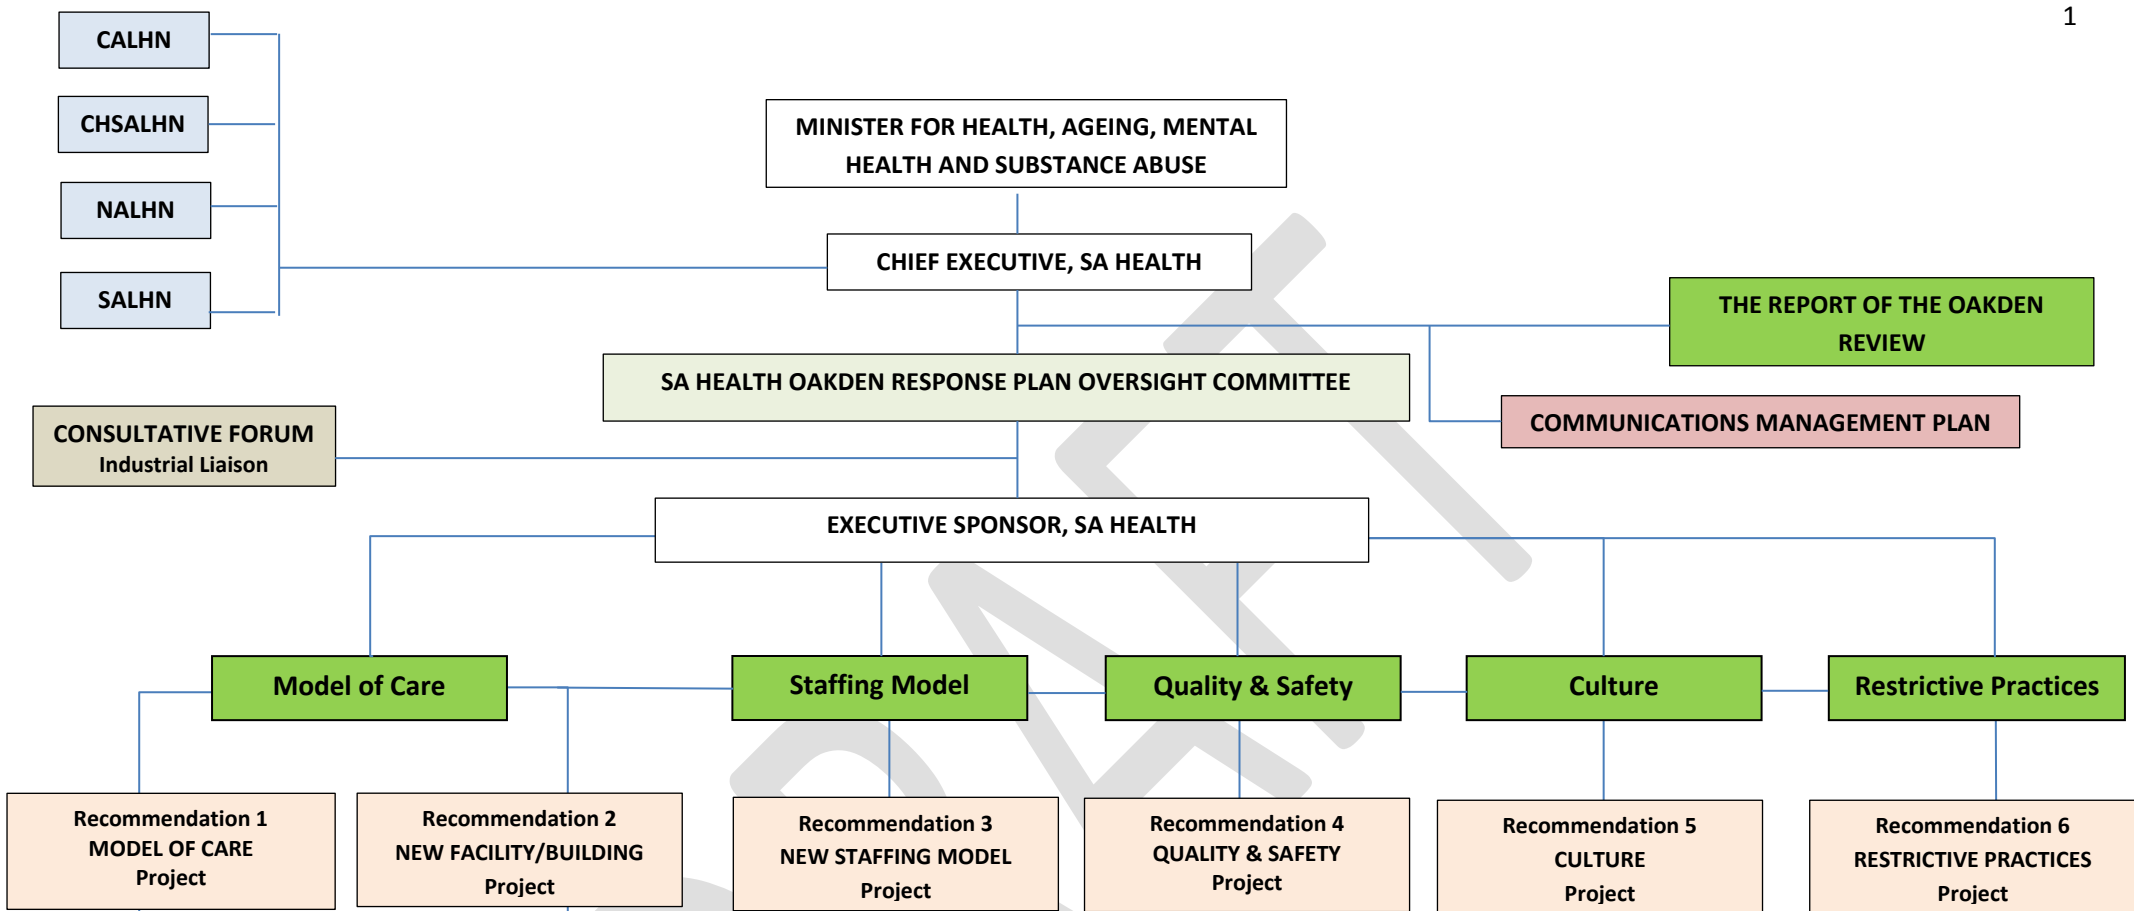 1
CALHN
CHSALHN
NALHN
SALHN
MINISTER FOR HEALTH, AGEING, MENTAL
HEALTH AND SUBSTANCE ABUSE
CHIEF EXECUTIVE, SA HEALTH
THE REPORT OF THE OAKDEN
REVIEW
SA HEALTH OAKDEN RESPONSE PLAN OVERSIGHT COMMITTEE
COMMUNICATIONS MANAGEMENT PLAN
CONSULTATIVE FORUM
Industrial Liaison
EXECUTIVE SPONSOR, SA HEALTH
Model of Care
Staffing Model
Quality & Safety
Culture
Restrictive Practices
Recommendation 1
MODEL OF CARE
Project
Recommendation 2
NEW FACILITY/BUILDING
Project
Recommendation 3
NEW STAFFING MODEL
Project
Recommendation 4
QUALITY & SAFETY
Project
Recommendation 5
CULTURE
Project
Recommendation 6
RESTRICTIVE PRACTICES
Project
DRAFT